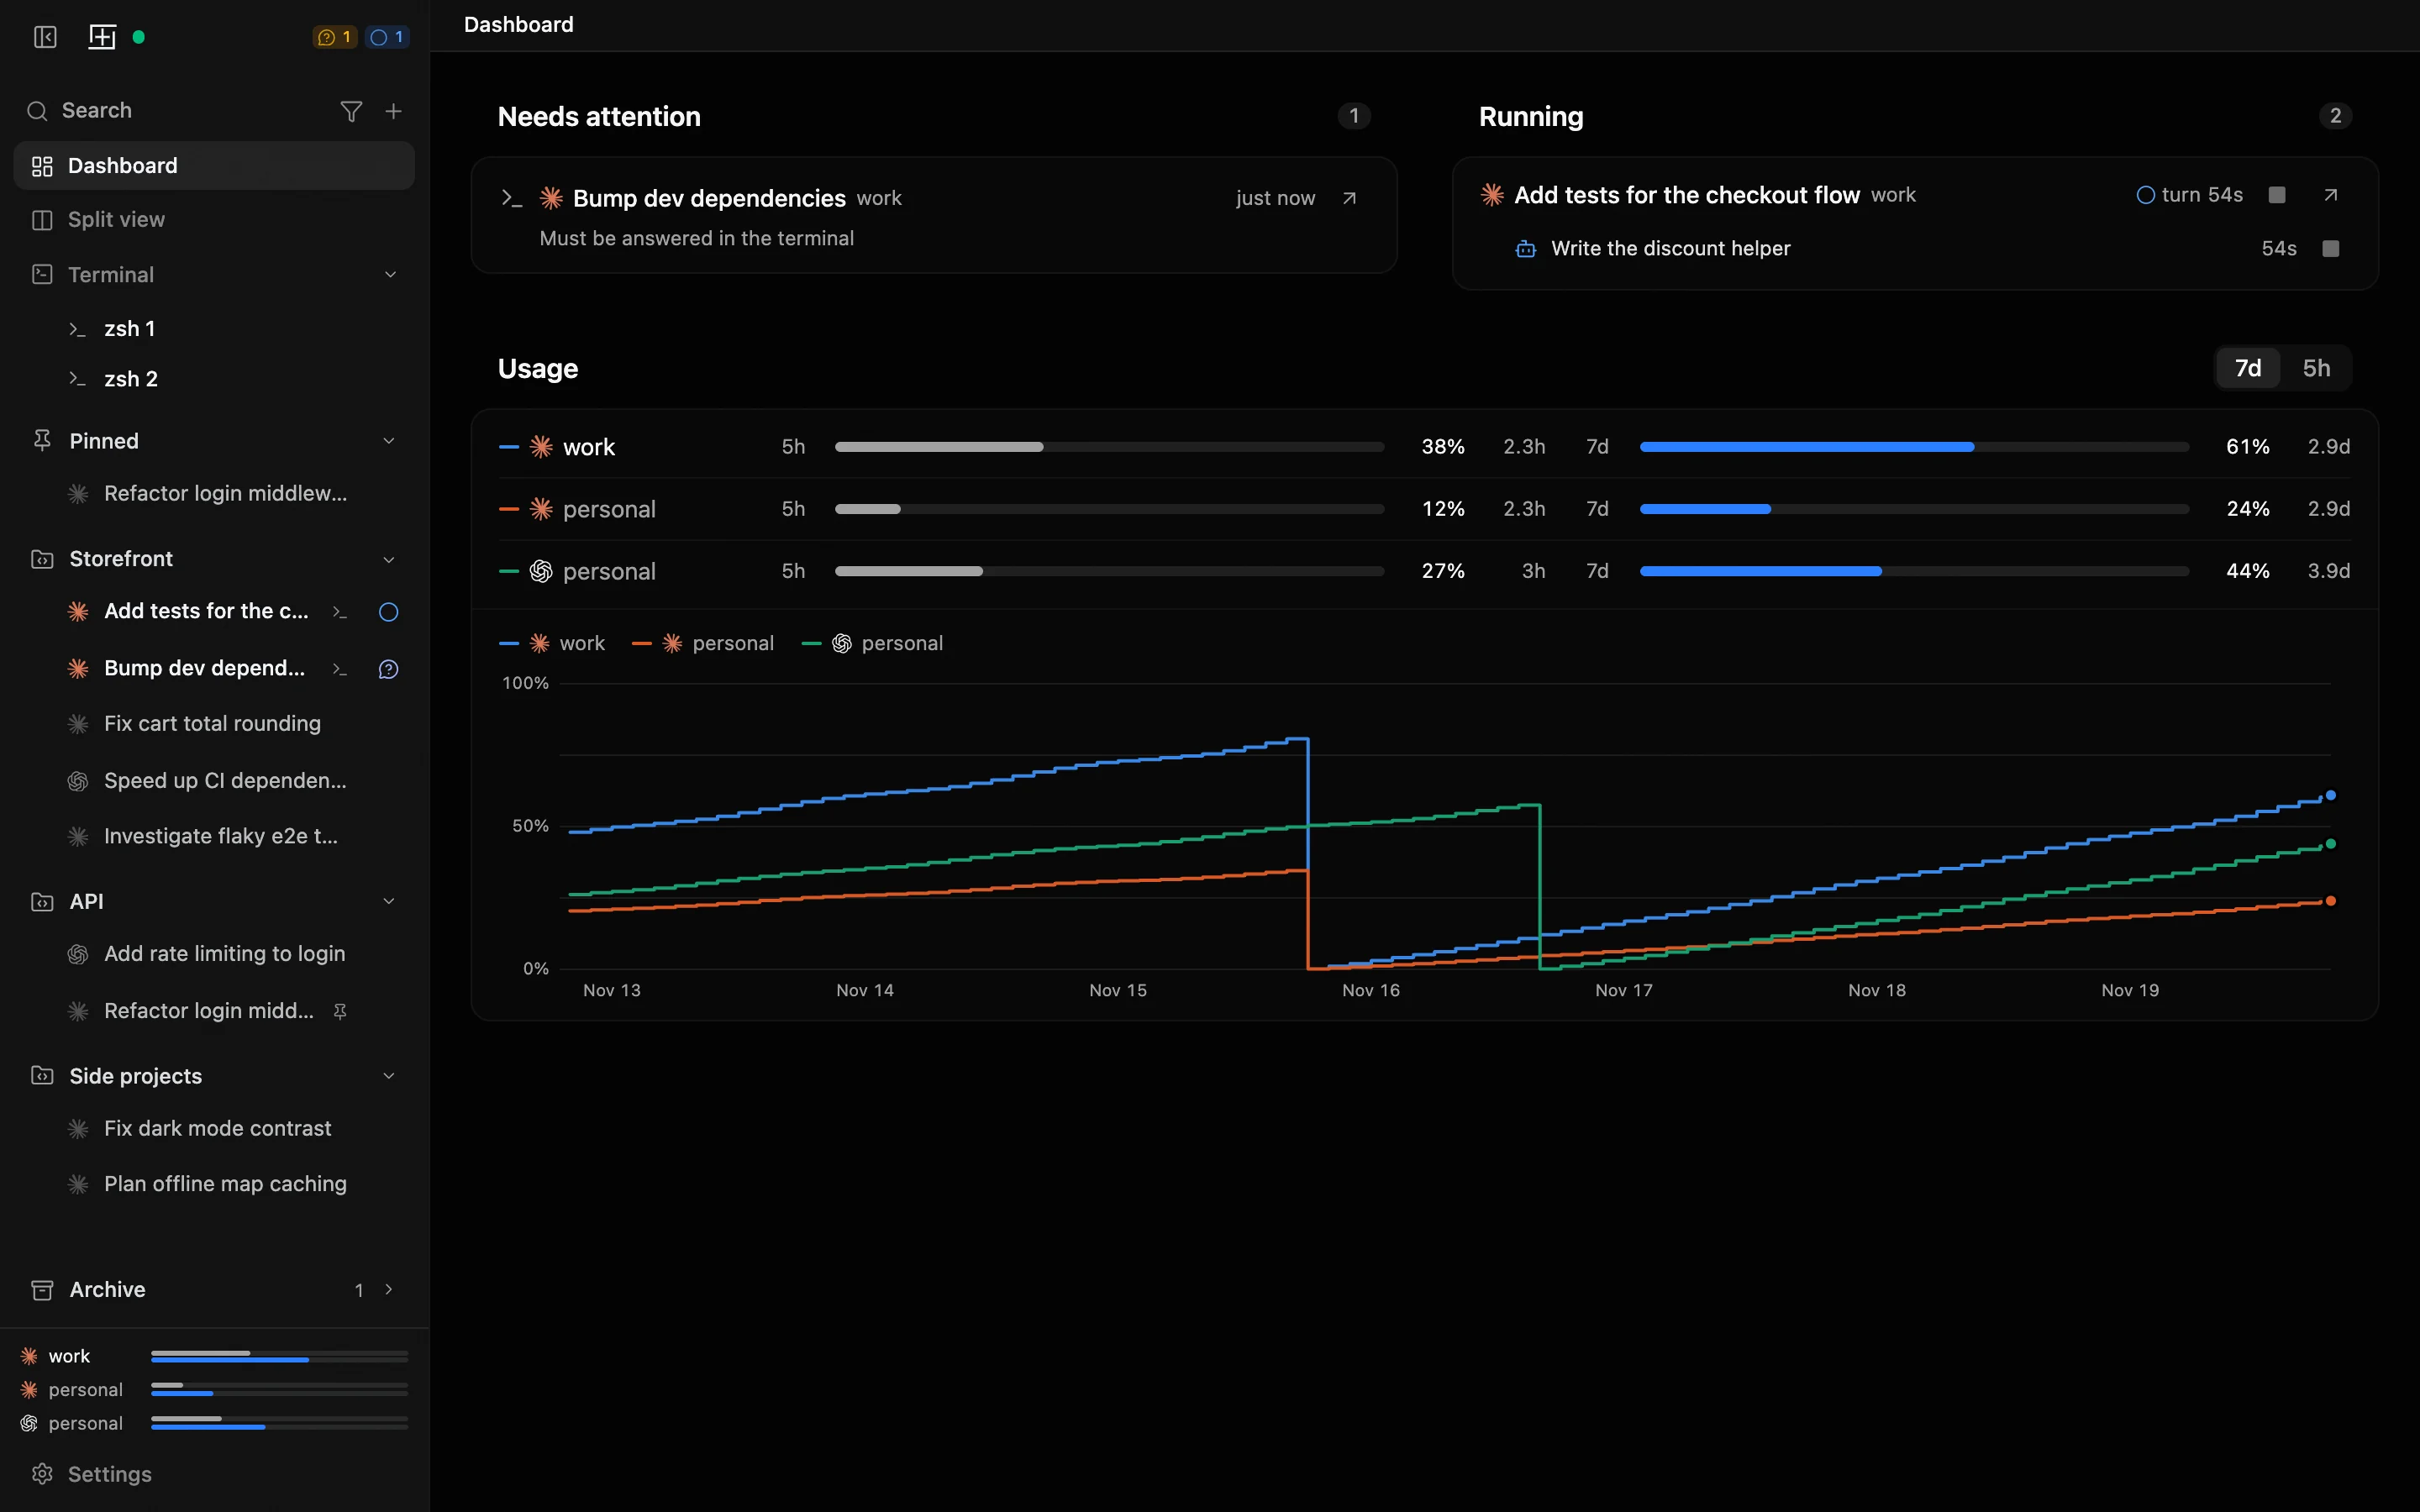 1
1
Search
Dashboard
Split view
Terminal
zsh 1
zsh 2
Pinned
Refactor login middlew...
Storefront
Add tests for the c...
Bump dev depend...
Fix cart total rounding
Speed up CI dependen...
Investigate flaky e2e t...
API
Add rate limiting to login
Refactor login midd...
Side projects
Fix dark mode contrast
Plan offline map caching
Archive 1
work
personal
personal
Settings
Dashboard
Needs attention 1
Bump dev dependencies work just now
Must be answered in the terminal
Running 2
Add tests for the checkout flow work turn 54s
Write the discount helper 54s
Usage 7d 5h
work 5h 38% 2.3h 7d 61% 2.9d
personal 5h 12% 2.3h 7d 24% 2.9d
personal 5h 27% 3h 7d 44% 3.9d
work personal personal
100%
50%
0%
Nov 13 Nov 14 Nov 15 Nov 16 Nov 17 Nov 18 Nov 19